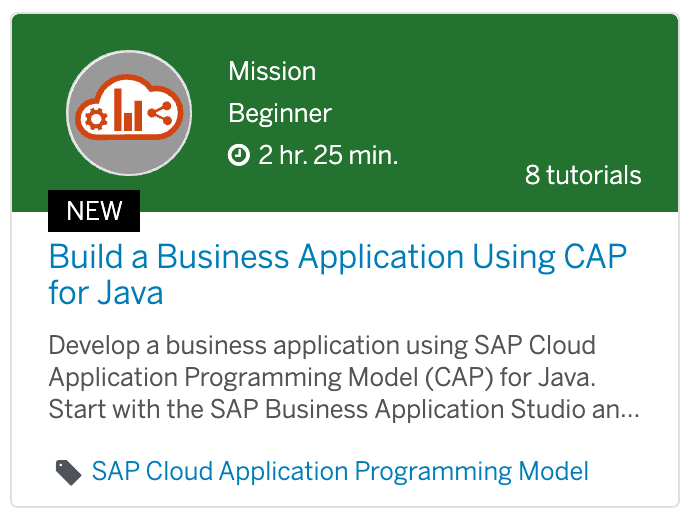 Mission
Beginner
2 hr. 25 min.
8 tutorials
NEW
Build a Business Application Using CAP
for Java
Develop a business application using SAP Cloud
Application Programming Model (CAP) for Java.
Start with the SAP Business Application Studio an...
SAP Cloud Application Programming Model